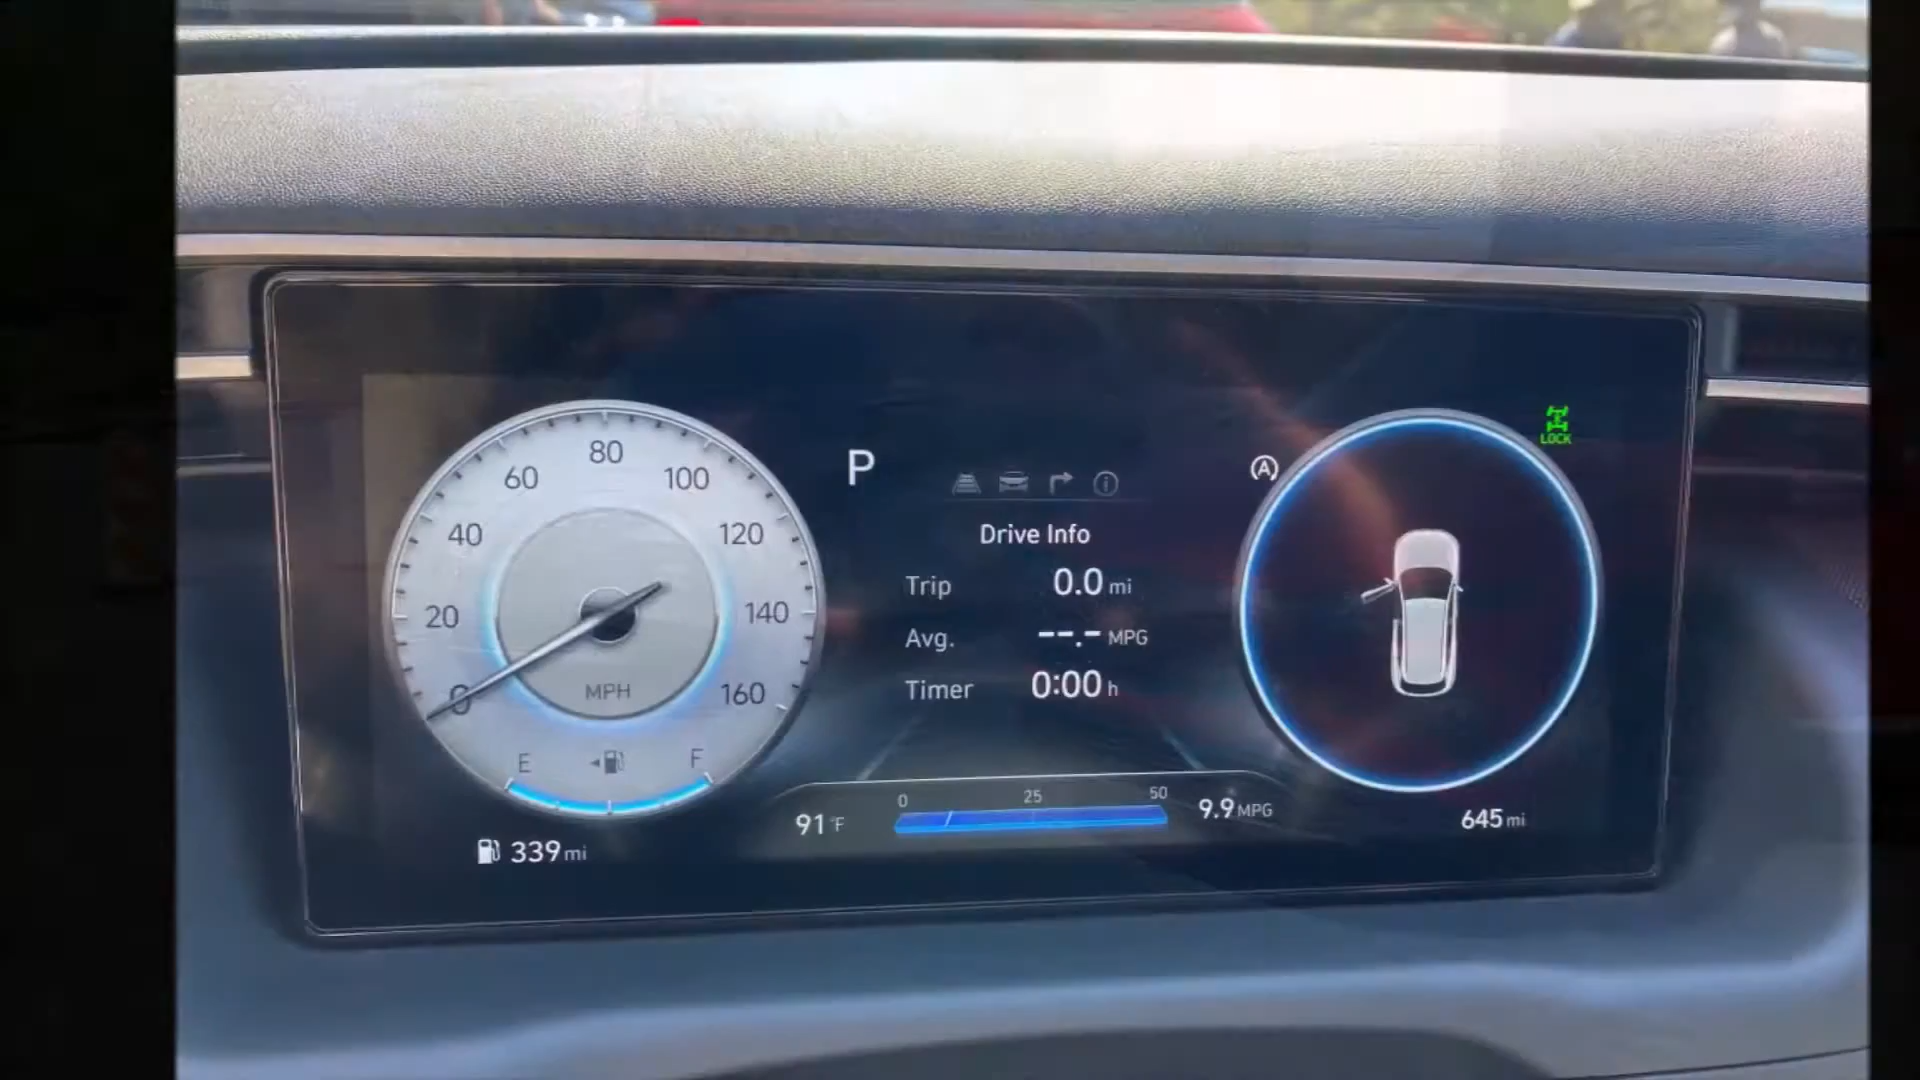 80
60
100
40
120
20
140
0
160
MPH
E
F
339 mi
P
Drive Info
Trip 0.0 mi
Avg. --.- MPG
Timer 0:00 h
0 25 50
91°F
9.9 MPG
A
LOCK
645 mi